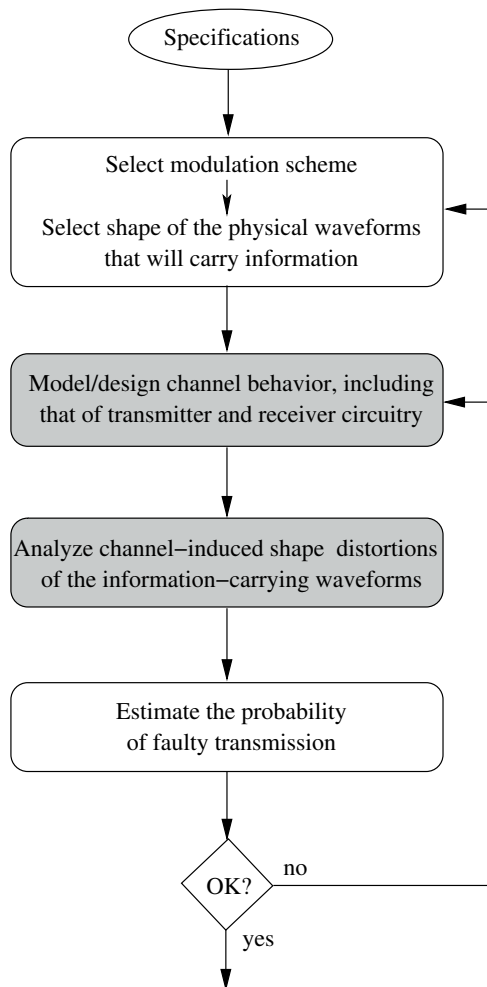 Specifications
Select modulation scheme
Select shape of the physical waveforms
that will carry information
Model/design channel behavior, including
that of transmitter and receiver circuitry
Analyze channel−induced shape distortions
of the information−carrying waveforms
Estimate the probability
of faulty transmission
OK?
no
yes